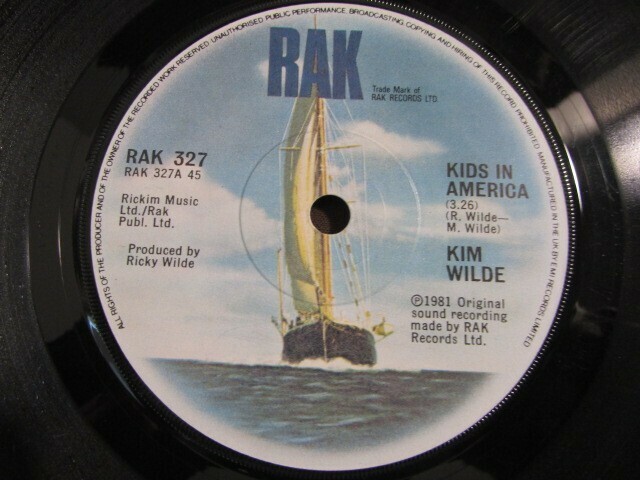 ALL RIGHTS OF THE PRODUCER AND OF THE OWNER OF THE RECORDED WORK RESERVED. UNAUTHORISED PUBLIC PERFORMANCE, BROADCASTING, COPYING AND HIRING OF THIS RECORD PROHIBITED. MANUFACTURED IN THE UK BY EMI RECORDS LIMITED
RAK
Trade Mark of
RAK RECORDS LTD.
RAK 327
RAK 327A 45
Rickim Music
Ltd./Rak
Publ. Ltd.
Produced by
Ricky Wilde
KIDS IN
AMERICA
(3.26)
(R. Wilde—
M. Wilde)
KIM
WILDE
℗1981 Original
sound recording
made by RAK
Records Ltd.